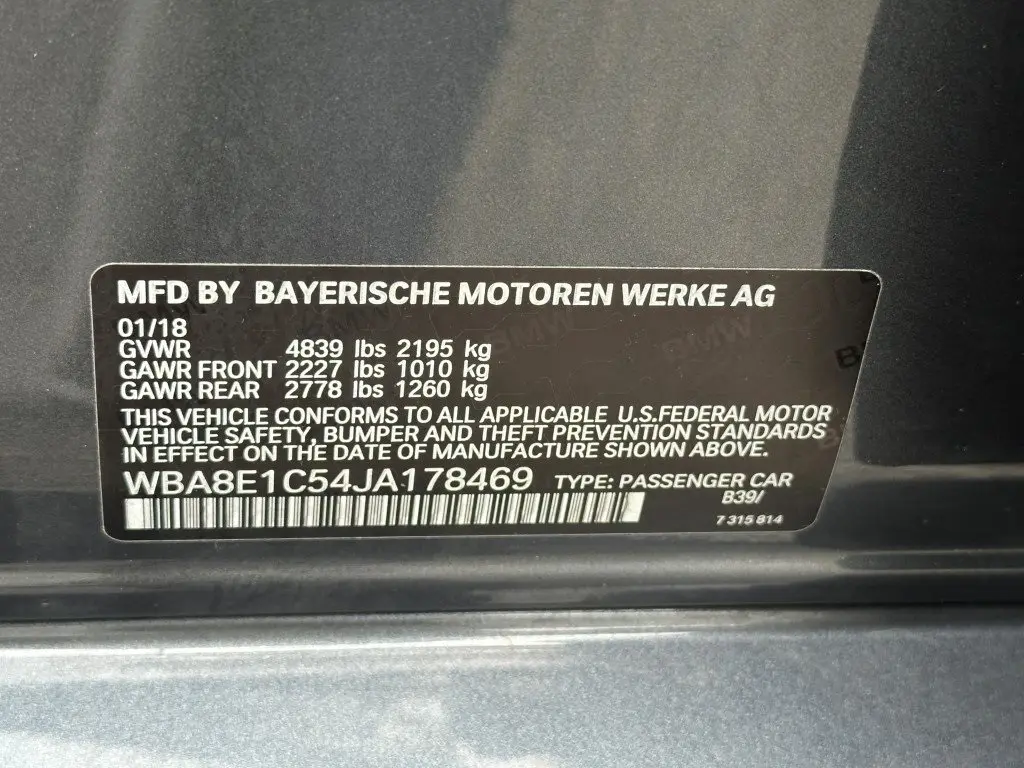 MFD BY BAYERISCHE MOTOREN WERKE AG
01/18
GVWR 4839 lbs 2195 kg
GAWR FRONT 2227 lbs 1010 kg
GAWR REAR 2778 lbs 1260 kg
THIS VEHICLE CONFORMS TO ALL APPLICABLE U.S.FEDERAL MOTOR
VEHICLE SAFETY, BUMPER AND THEFT PREVENTION STANDARDS
IN EFFECT ON THE DATE OF MANUFACTURE SHOWN ABOVE.
WBA8E1C54JA178469 TYPE: PASSENGER CAR
B39/
7 315 814
BMW
BMW